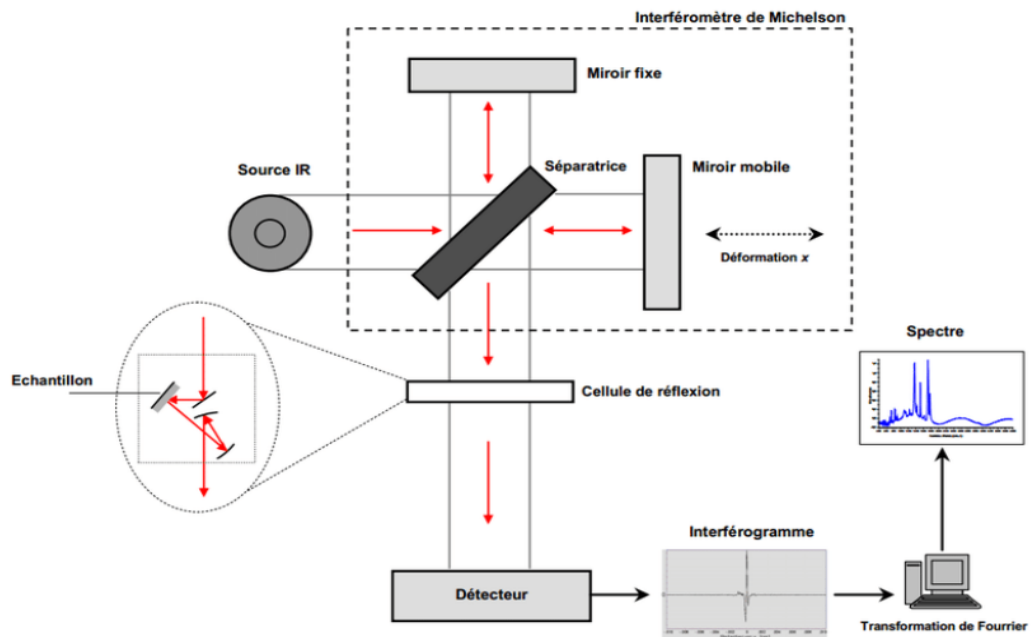 Interféromètre de Michelson
Miroir fixe
Source IR
Séparatrice
Miroir mobile
Déformation x
Spectre
Echantillon
Cellule de réflexion
Interférogramme
Détecteur
Transformation de Fourrier